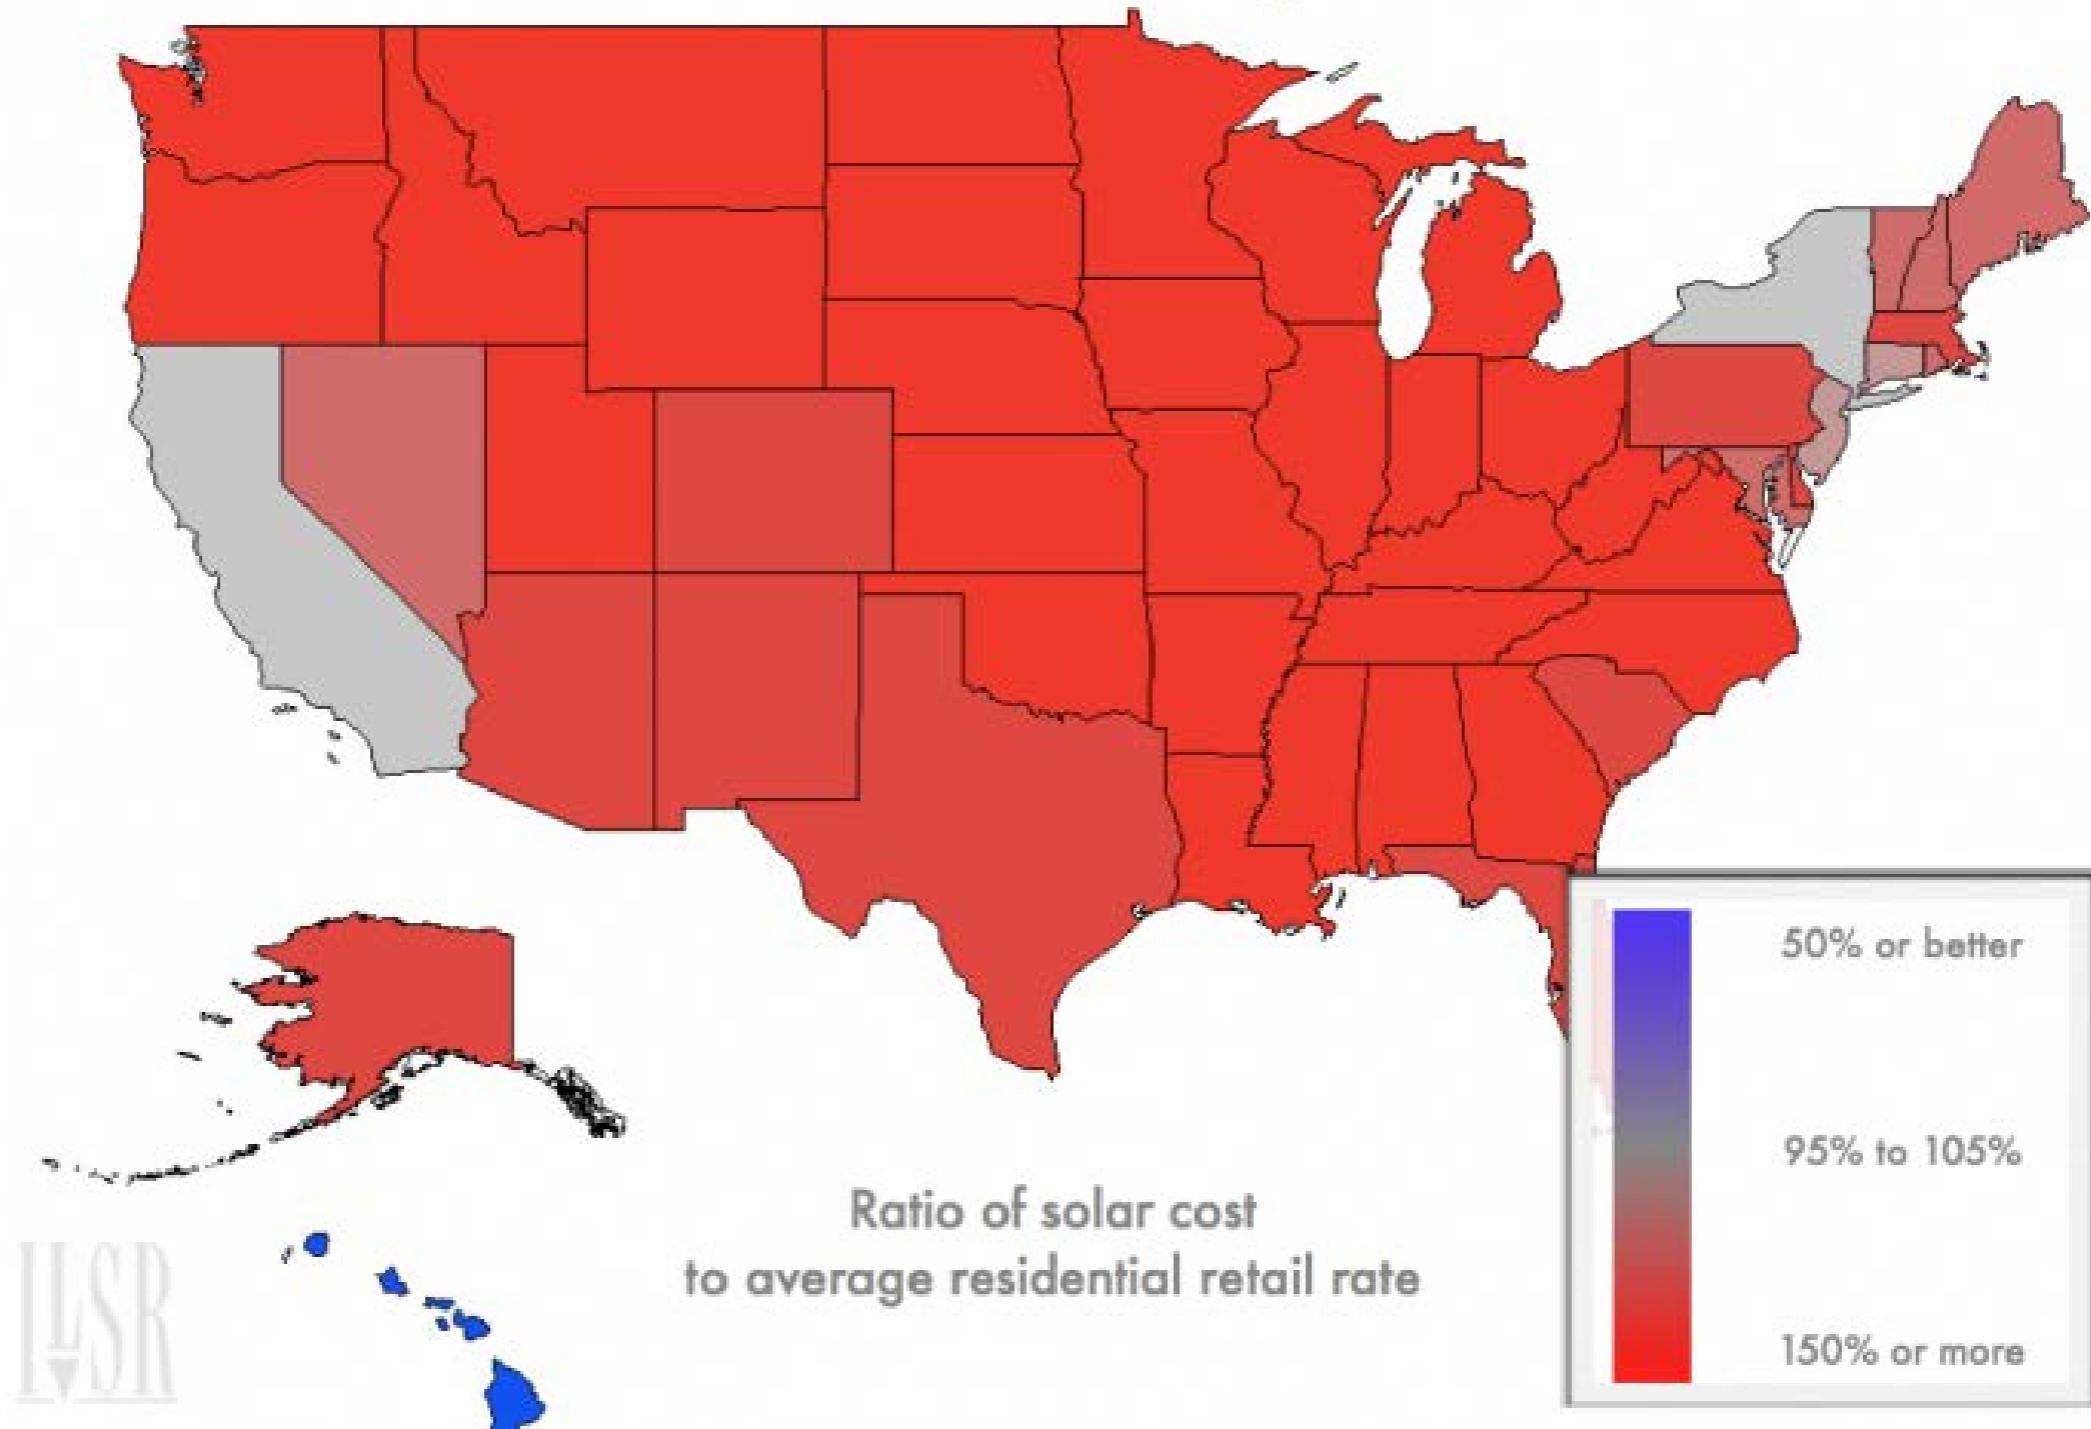 50% or better
95% to 105%
150% or more
Ratio of solar cost
to average residential retail rate
ILSR